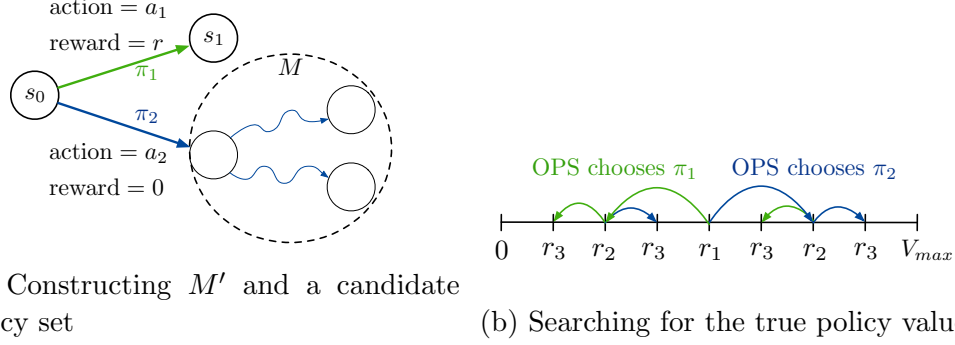 action = a₁
reward = r
s₁
M
s₀
π₁
π₂
action = a₂
reward = 0
OPS chooses π₁
OPS chooses π₂
0 r₃ r₂ r₃ r₁ r₃ r₂ r₃ Vₘₐₓ
Constructing M′ and a candidate
cy set
(b) Searching for the true policy valu